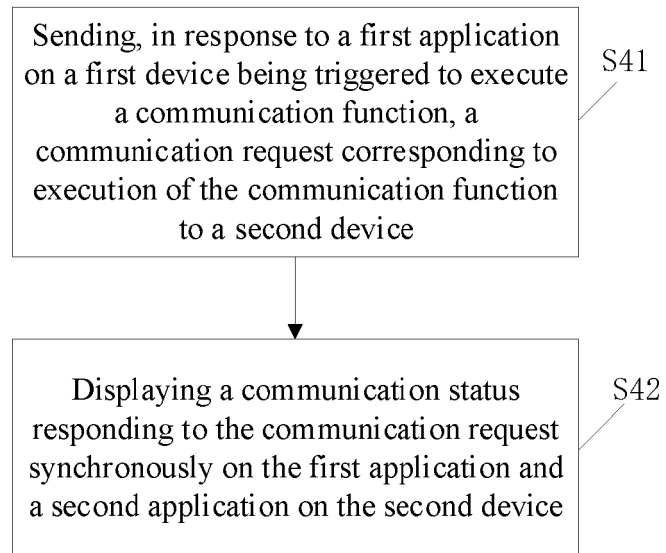 Sending, in response to a first application
on a first device being triggered to execute
a communication function, a
communication request corresponding to
execution of the communication function
to a second device
S41
Displaying a communication status
responding to the communication request
synchronously on the first application and
a second application on the second device
S42